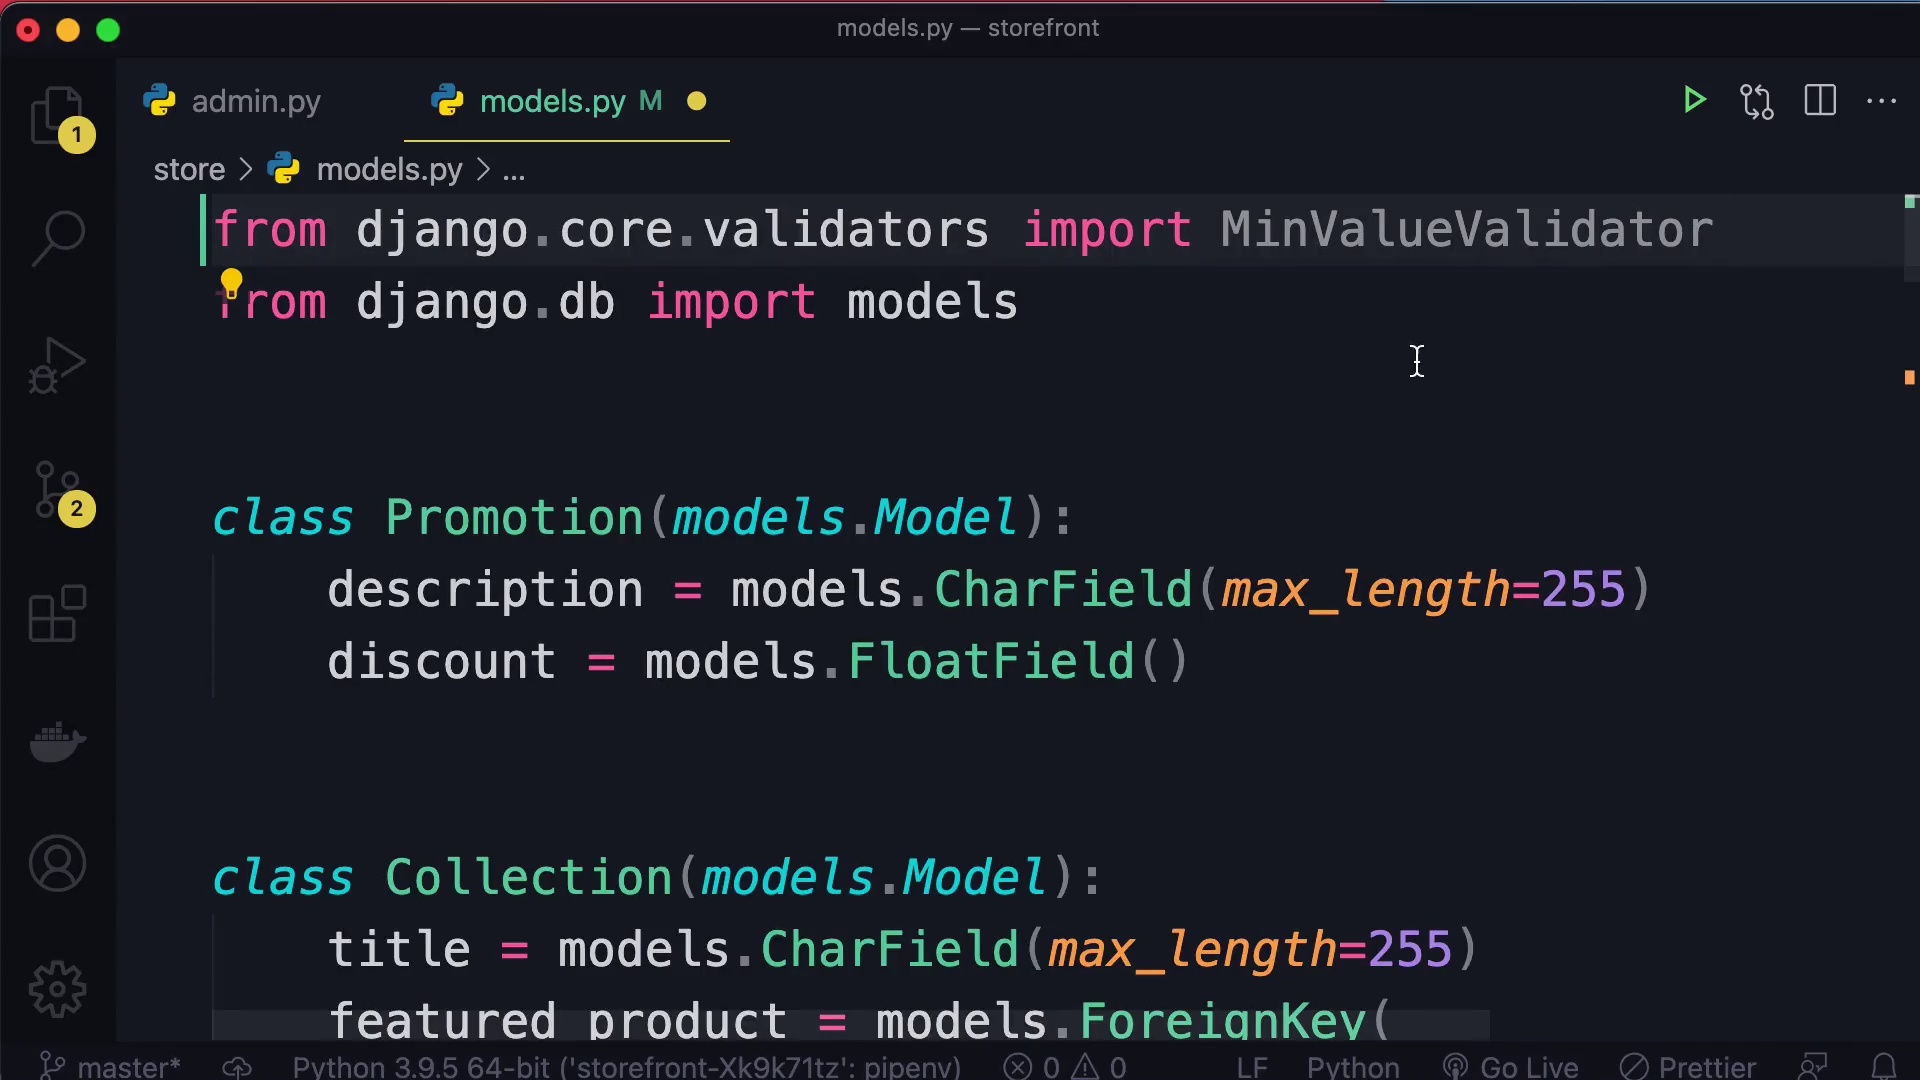 models.py — storefront
admin.py
models.py M
store > models.py > ...
1
from django.core.validators import MinValueValidator
from django.db import models
class Promotion(models.Model):
2
description = models.CharField(max_length=255)
discount = models.FloatField()
class Collection(models.Model):
title = models.CharField(max_length=255)
featured_product = models.ForeignKey(
master* Python 3.9.5 64-bit ('storefront-Xk9k71tz': pipenv) 0 0 LF Python Go Live Prettier